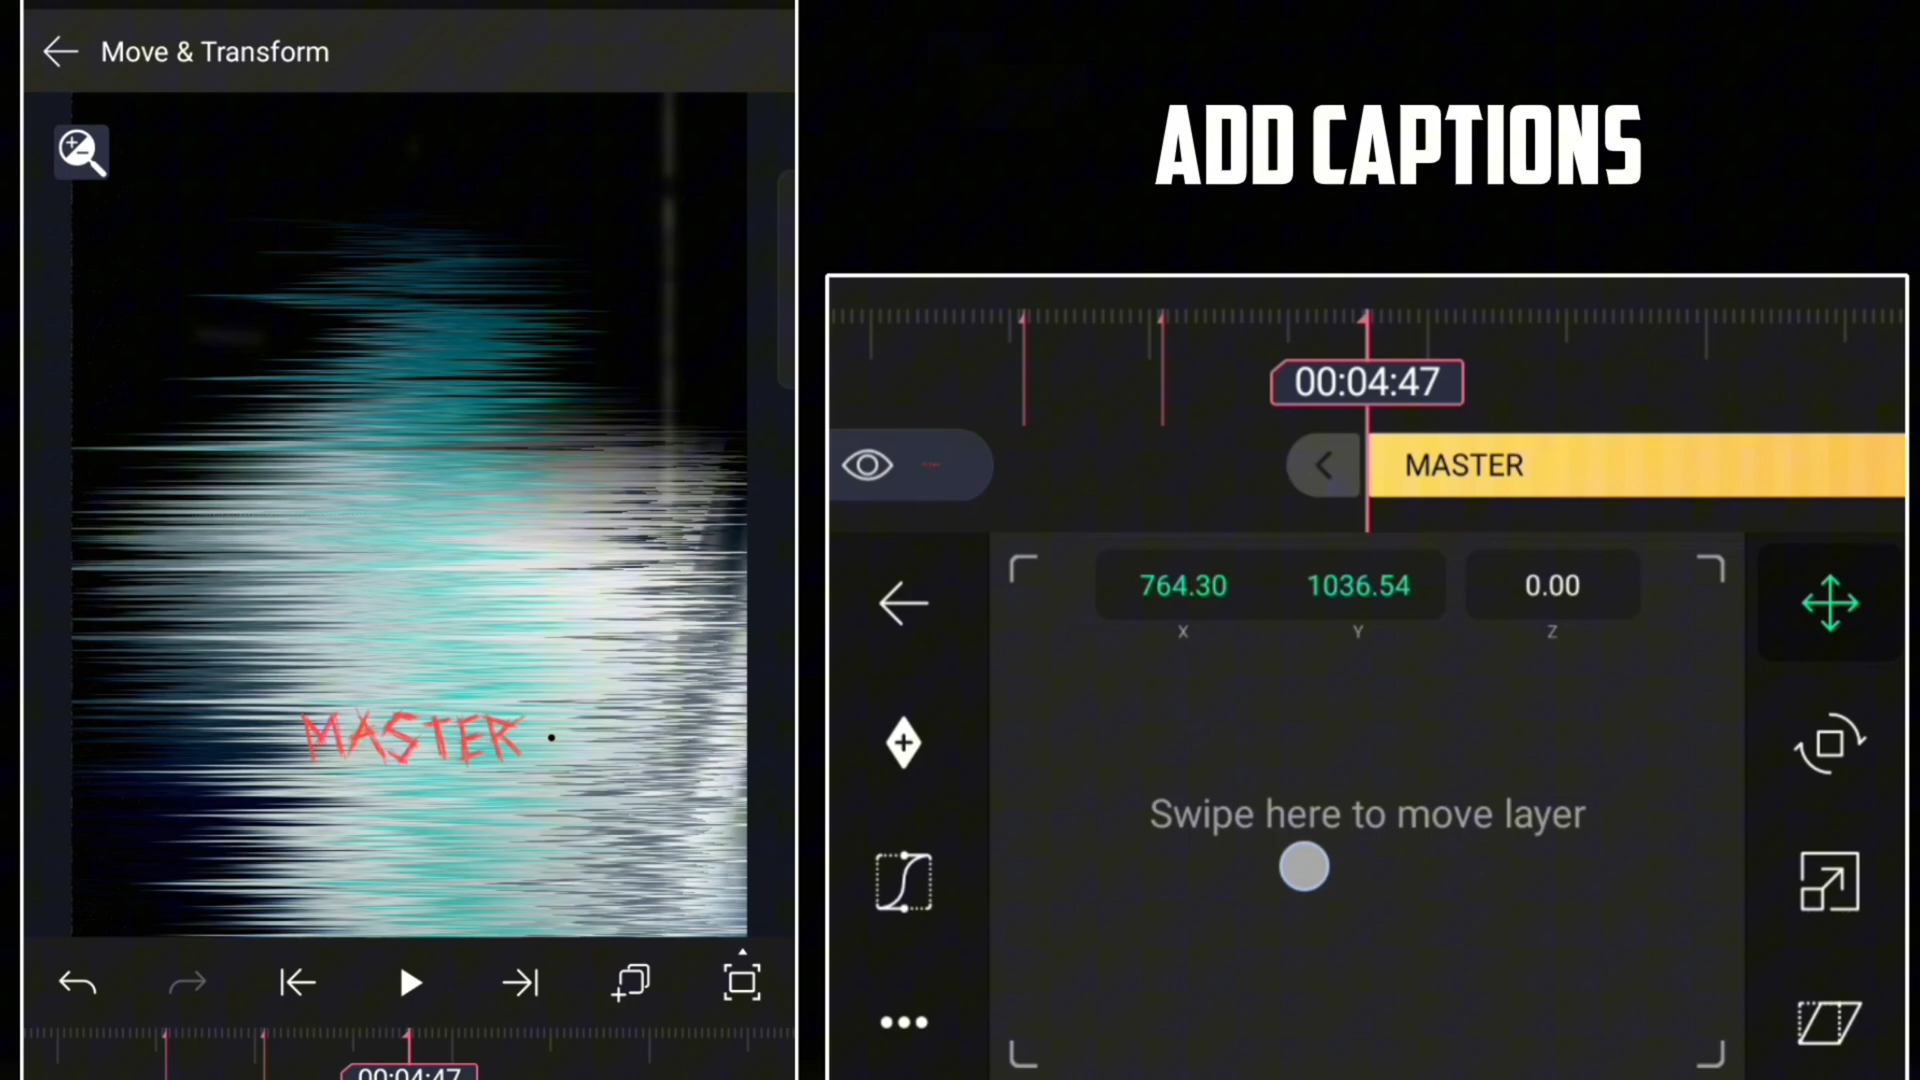 Move & Transform
MASTER
00:04:47
ADD CAPTIONS
00:04:47
MASTER
764.30 1036.54 0.00
X Y Z
Swipe here to move layer